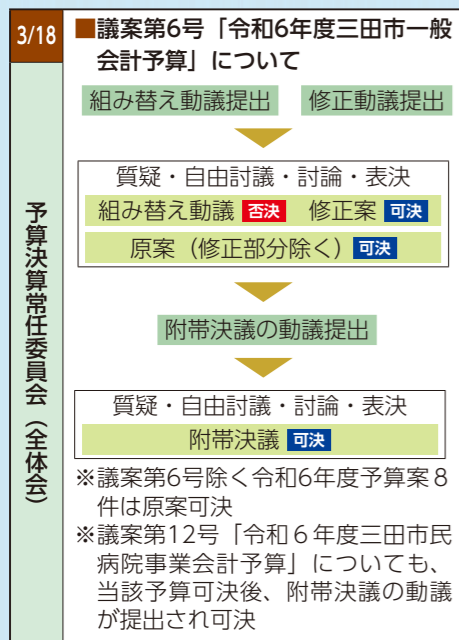 3/18
予算決算常任委員会（全体会）
■議案第6号「令和6年度三田市一般
会計予算」について
組み替え動議提出 修正動議提出
質疑・自由討議・討論・表決
組み替え動議 否決 修正案 可決
原案（修正部分除く）可決
附帯決議の動議提出
質疑・自由討議・討論・表決
附帯決議 可決
※議案第6号除く令和6年度予算案８
件は原案可決
※議案第12号「令和６年度三田市民
病院事業会計予算」についても、
当該予算可決後、附帯決議の動議
が提出され可決